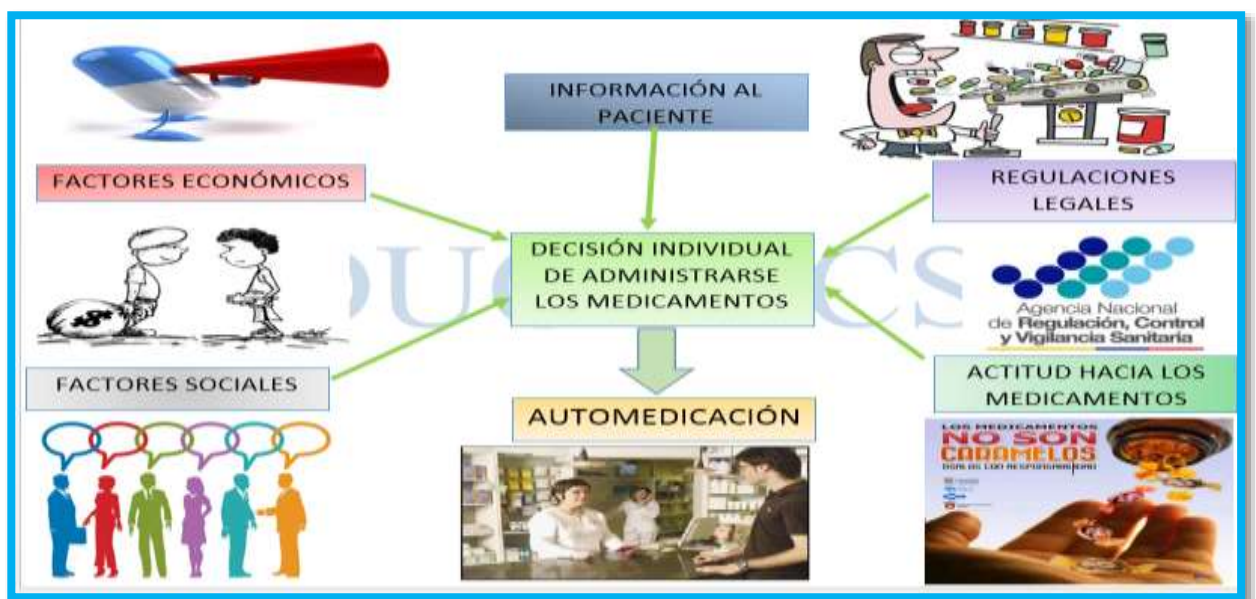 INFORMACIÓN AL
PACIENTE
FACTORES ECONÓMICOS
REGULACIONES
LEGALES
DECISIÓN INDIVIDUAL
DE ADMINISTRARSE
LOS MEDICAMENTOS
Agencia Nacional
de Regulación, Control
y Vigilancia Sanitaria
FACTORES SOCIALES
ACTITUD HACIA LOS
MEDICAMENTOS
AUTOMEDICACIÓN
LOS MEDICAMENTOS
NO SON
CARAMELOS